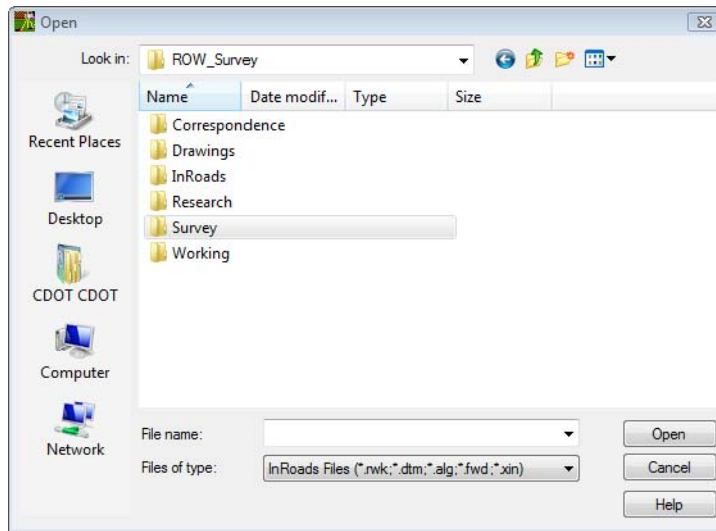 Open
Look in: ROW_Survey
Name Date modif... Type Size
Recent Places
Desktop
CDOT CDOT
Computer
Network
Correspondence
Drawings
InRoads
Research
Survey
Working
File name: Open
Files of type: InRoads Files (*.rwk;*.dtm;*.alg;*.fwd;*.xin) Cancel
Help